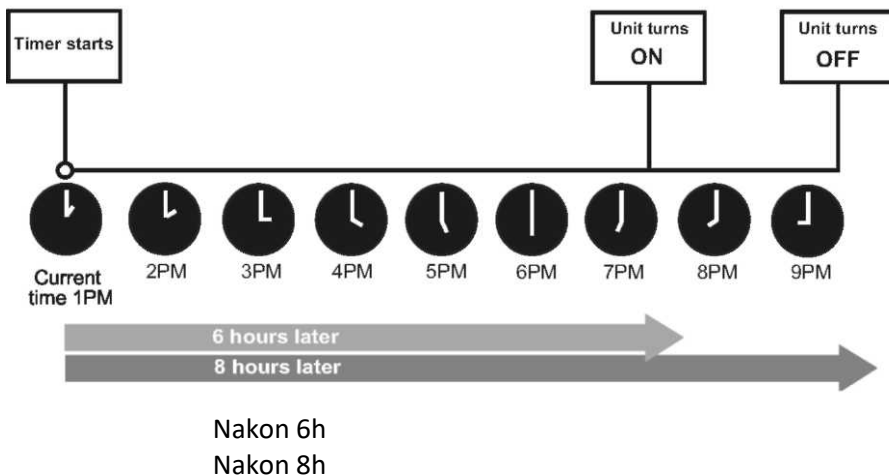 Timer starts
Unit turns
ON
Unit turns
OFF
Current
time 1PM
2PM
3PM
4PM
5PM
6PM
7PM
8PM
9PM
6 hours later
8 hours later
Nakon 6h
Nakon 8h